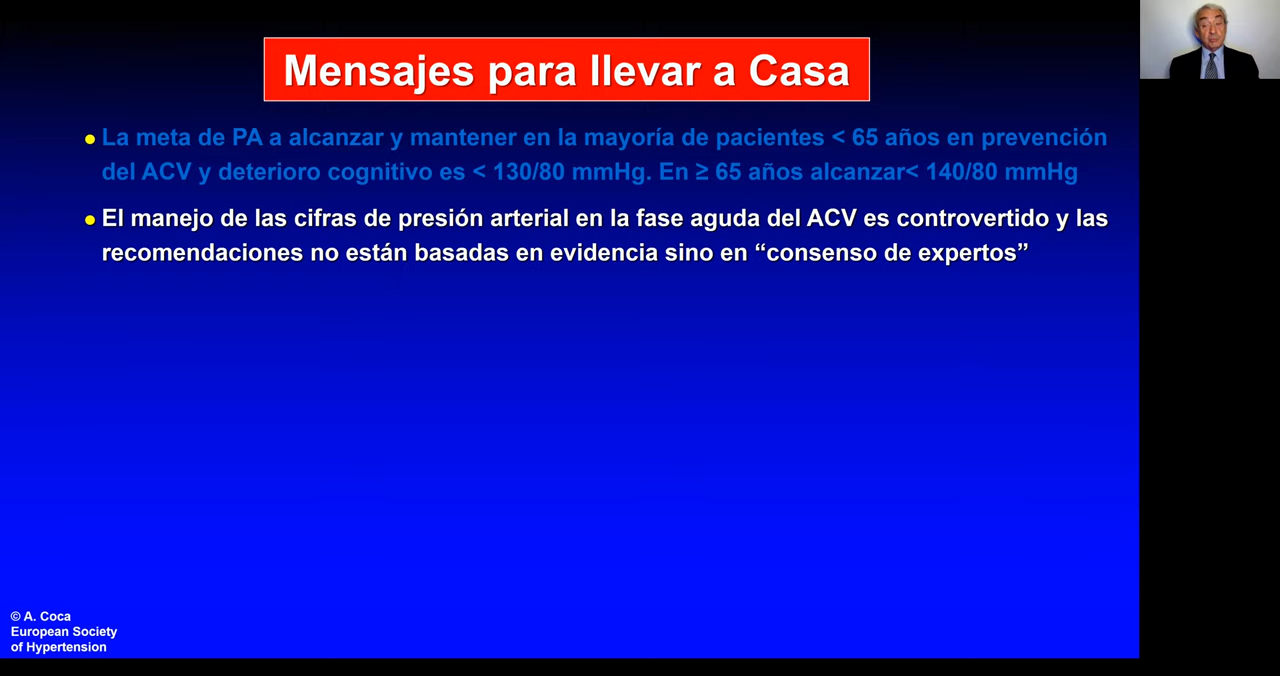 Mensajes para llevar a Casa
La meta de PA a alcanzar y mantener en la mayoría de pacientes < 65 años en prevención
del ACV y deterioro cognitivo es < 130/80 mmHg. En ≥ 65 años alcanzar< 140/80 mmHg
El manejo de las cifras de presión arterial en la fase aguda del ACV es controvertido y las
recomendaciones no están basadas en evidencia sino en “consenso de expertos”
© A. Coca
European Society
of Hypertension